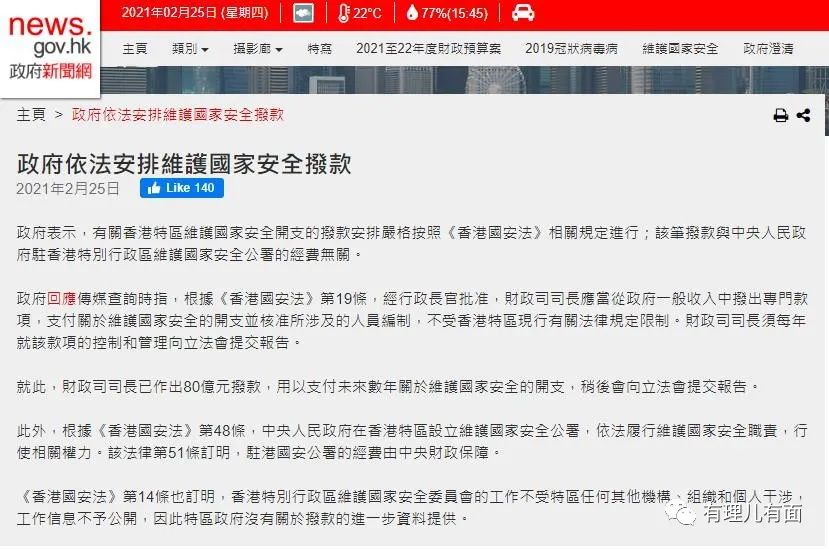 news.
gov.hk
政府新聞網
2021年02月25日 (星期四)
22°C
77%(15:45)
主頁 類別 攝影廊 特寫 2021至22年度財政預算案 2019冠狀病毒病 維護國家安全 政府澄清
主頁 > 政府依法安排維護國家安全撥款
政府依法安排維護國家安全撥款
2021年2月25日 Like 140
政府表示，有關香港特區維護國家安全開支的撥款安排嚴格按照《香港國安法》相關規定進行；該筆撥款與中央人民政
府駐香港特別行政區維護國家安全公署的經費無關。
政府回應傳媒查詢時指，根據《香港國安法》第19條，經行政長官批准，財政司司長應當從政府一般收入中撥出專門款
項，支付關於維護國家安全的開支並核准所涉及的人員編制，不受香港特區現行有關法律規定限制。財政司司長須每年
就該款項的控制和管理向立法會提交報告。
就此，財政司司長已作出80億元撥款，用以支付未來數年關於維護國家安全的開支，稍後會向立法會提交報告。
此外，根據《香港國安法》第48條，中央人民政府在香港特區設立維護國家安全公署，依法履行維護國家安全職責，行
使相關權力。該法律第51條訂明，駐港國安公署的經費由中央財政保障。
《香港國安法》第14條也訂明，香港特別行政區維護國家安全委員會的工作不受特區任何其他機構、組織和個人干涉，
工作信息不予公開，因此特區政府沒有關於撥款的進一步資料提供。
有理儿有面